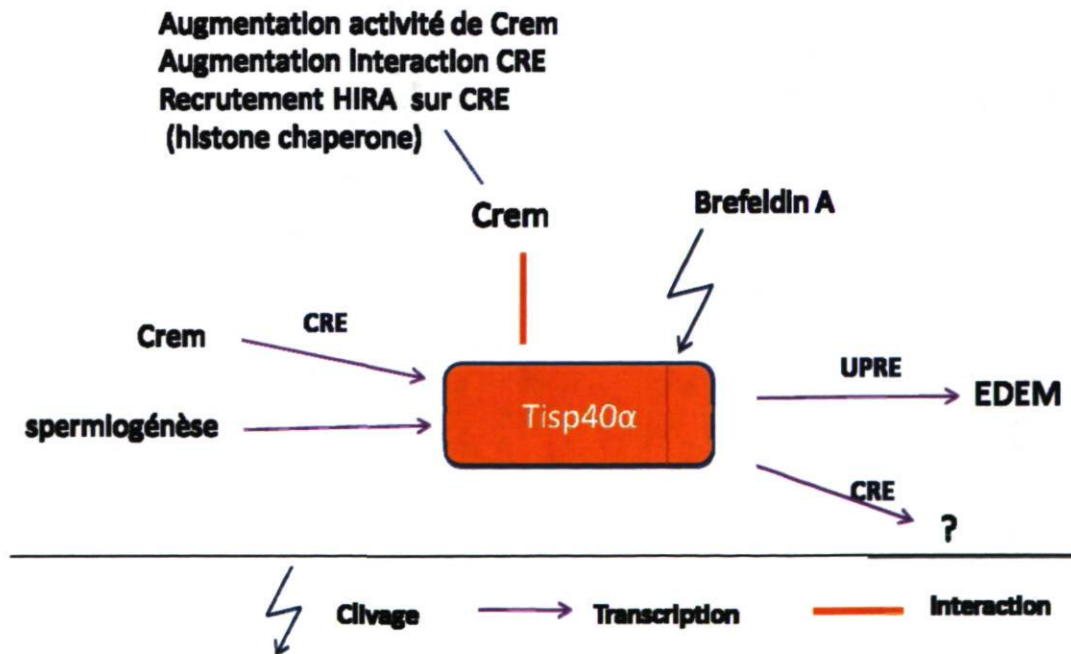 Augmentation activité de Crem
Augmentation interaction CRE
Recrutement HIRA sur CRE
(histone chaperone)
Crem
Brefeldin A
Crem
CRE
spermiogénèse
Tisp40α
UPRE
EDEM
CRE
?
Clivage
Transcription
Interaction